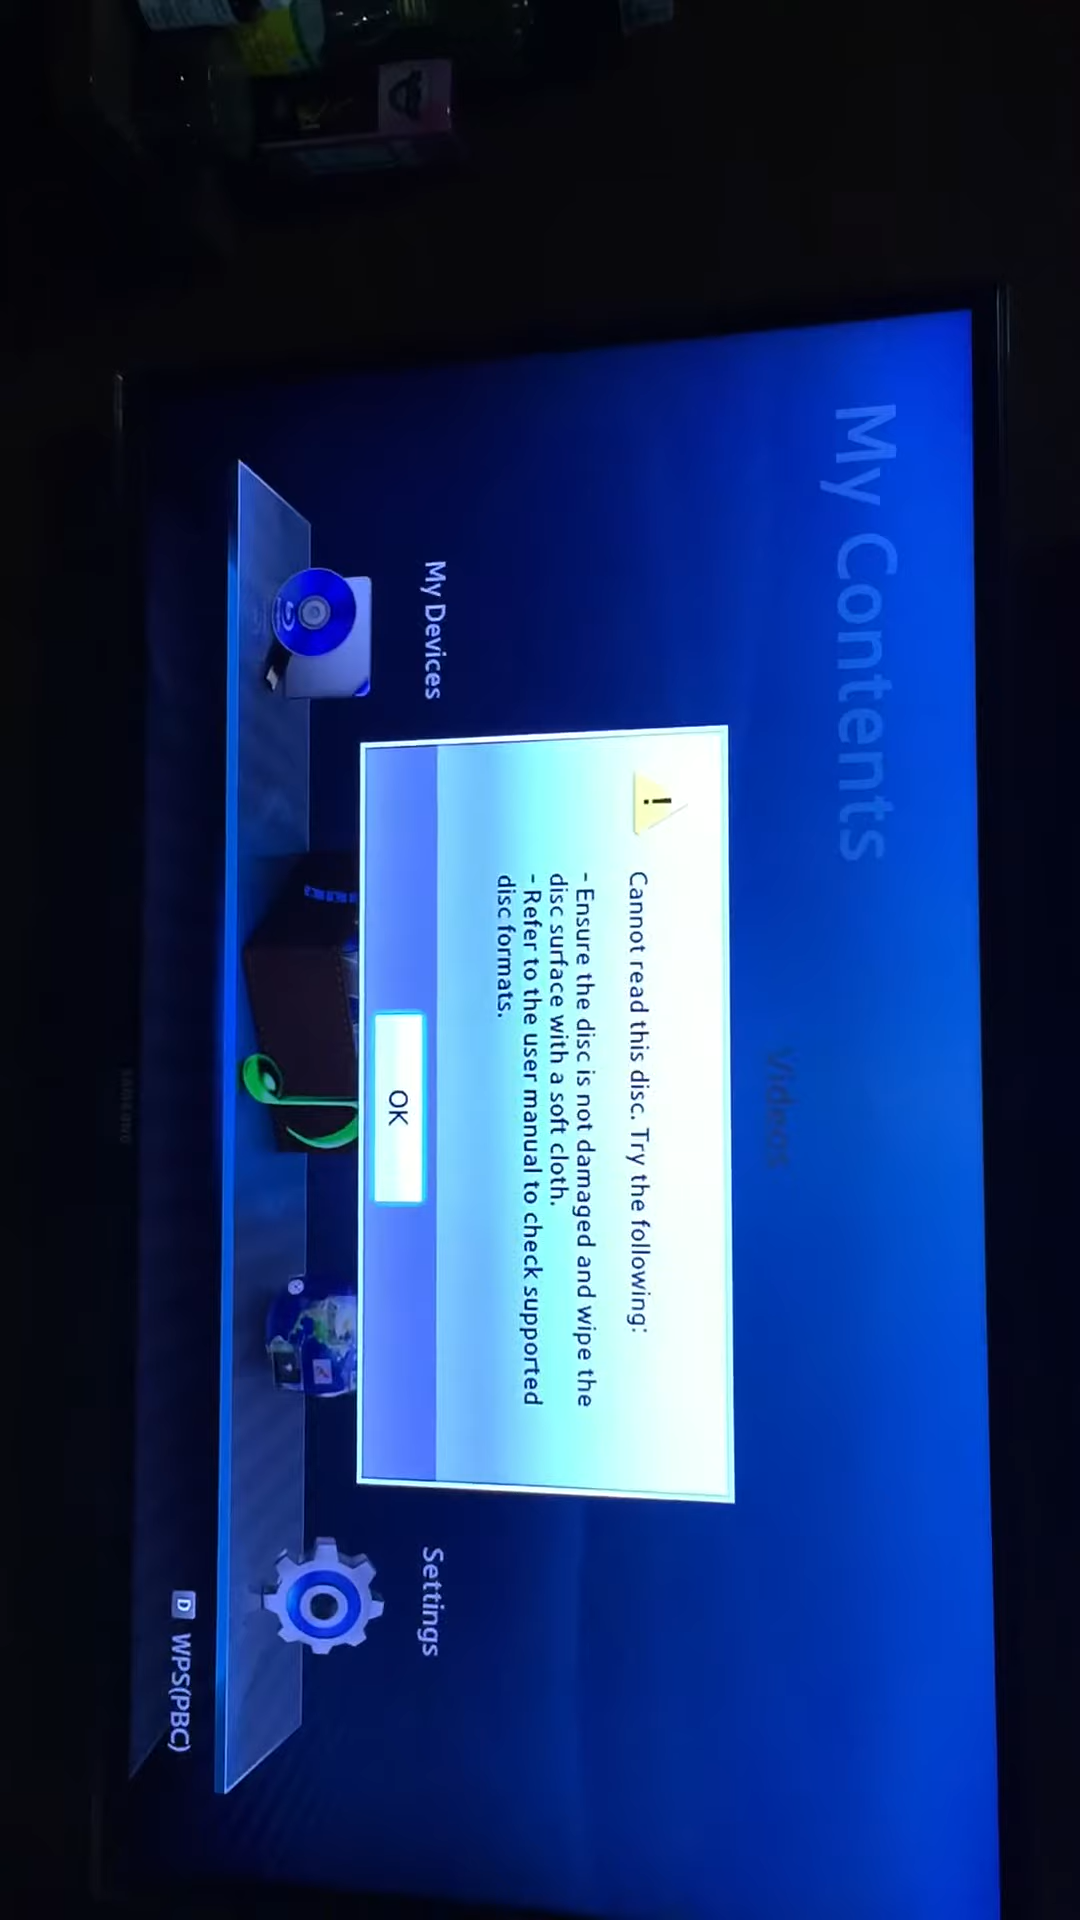 My Contents
Videos
Cannot read this disc. Try the following:
- Ensure the disc is not damaged and wipe the
disc surface with a soft cloth.
- Refer to the user manual to check supported
disc formats.
OK
My Devices
Settings
D WPS(PBC)
SAMSUNG